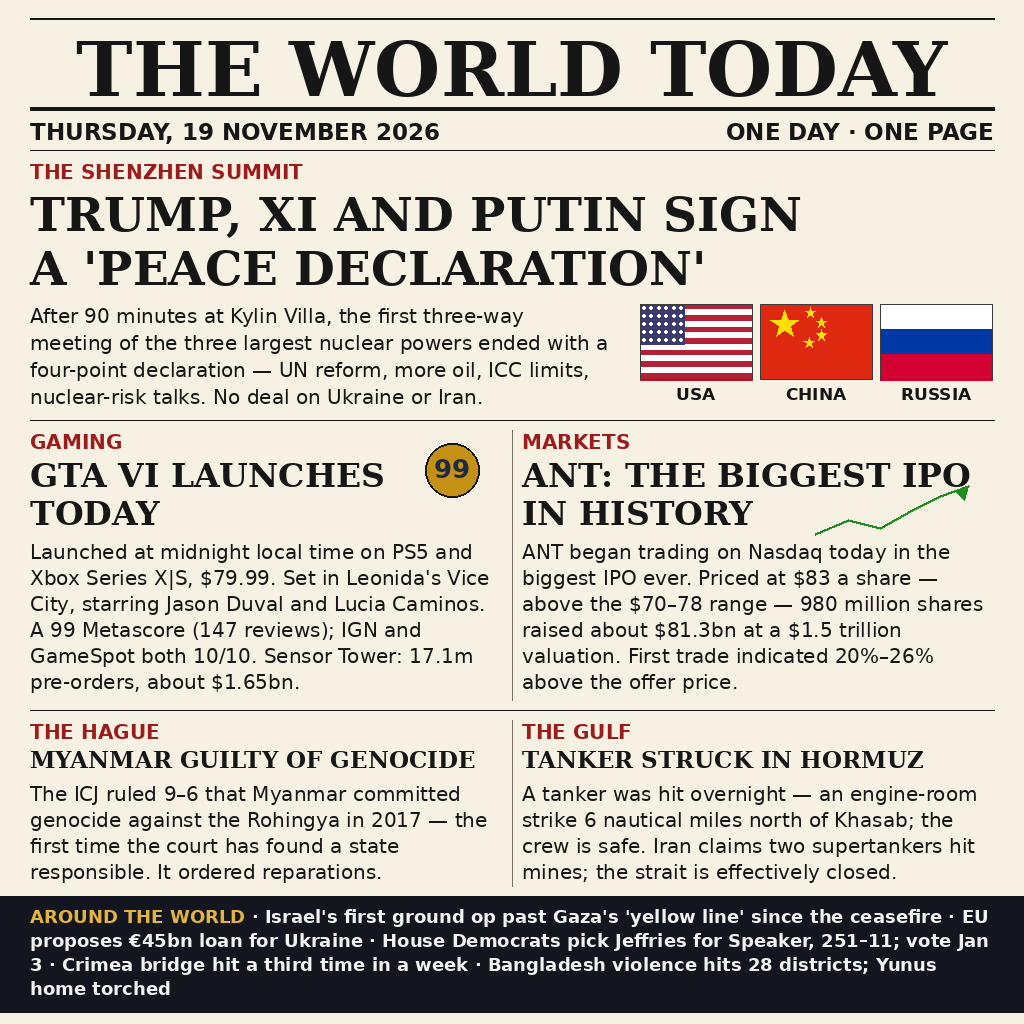 THE WORLD TODAY
THURSDAY, 19 NOVEMBER 2026
ONE DAY · ONE PAGE
THE SHENZHEN SUMMIT
TRUMP, XI AND PUTIN SIGN
A 'PEACE DECLARATION'
After 90 minutes at Kylin Villa, the first three-way
meeting of the three largest nuclear powers ended with a
four-point declaration — UN reform, more oil, ICC limits,
nuclear-risk talks. No deal on Ukraine or Iran.
USA
CHINA
RUSSIA
GAMING
GTA VI LAUNCHES
TODAY
99
Launched at midnight local time on PS5 and
Xbox Series X|S, $79.99. Set in Leonida's Vice
City, starring Jason Duval and Lucia Caminos.
A 99 Metascore (147 reviews); IGN and
GameSpot both 10/10. Sensor Tower: 17.1m
pre-orders, about $1.65bn.
MARKETS
ANT: THE BIGGEST IPO
IN HISTORY
ANT began trading on Nasdaq today in the
biggest IPO ever. Priced at $83 a share —
above the $70–78 range — 980 million shares
raised about $81.3bn at a $1.5 trillion
valuation. First trade indicated 20%–26%
above the offer price.
THE HAGUE
MYANMAR GUILTY OF GENOCIDE
The ICJ ruled 9–6 that Myanmar committed
genocide against the Rohingya in 2017 — the
first time the court has found a state
responsible. It ordered reparations.
THE GULF
TANKER STRUCK IN HORMUZ
A tanker was hit overnight — an engine-room
strike 6 nautical miles north of Khasab; the
crew is safe. Iran claims two supertankers hit
mines; the strait is effectively closed.
AROUND THE WORLD · Israel's first ground op past Gaza's 'yellow line' since the ceasefire · EU
proposes €45bn loan for Ukraine · House Democrats pick Jeffries for Speaker, 251–11; vote Jan
3 · Crimea bridge hit a third time in a week · Bangladesh violence hits 28 districts; Yunus
home torched